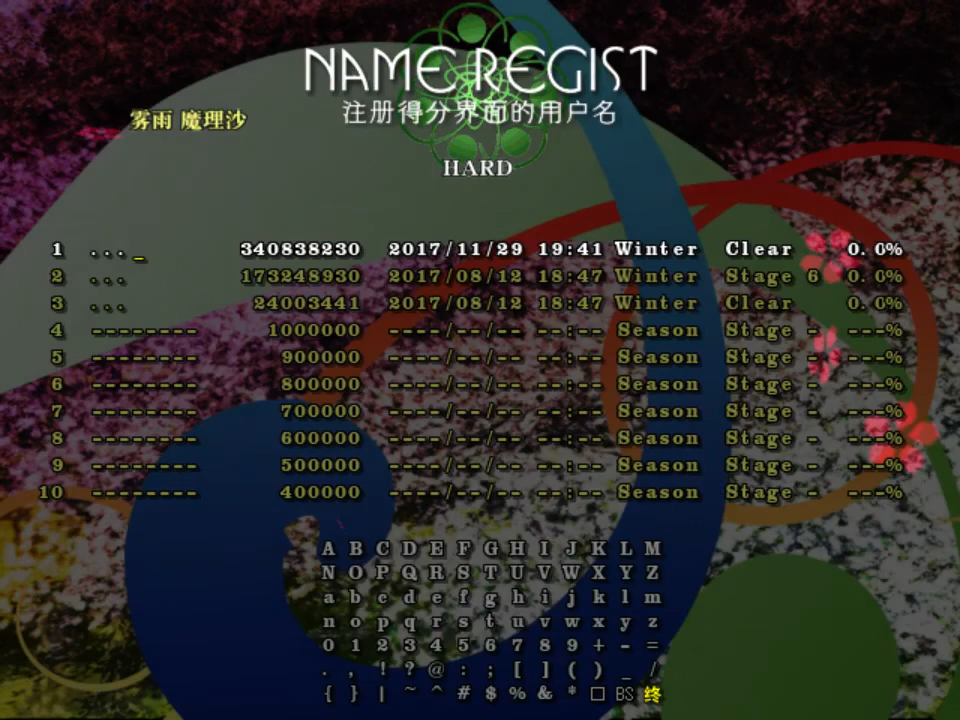 NAME REGIST
注册得分界面的用户名
雾雨 魔理沙
HARD
1 ..._ 340838230 2017/11/29 19:41 Winter Clear 0.0%
2 ... 173248930 2017/08/12 18:47 Winter Stage 6 0.0%
3 ... 24003441 2017/08/12 18:47 Winter Clear 0.0%
4 -------- 1000000 ----/--/-- --:-- Season Stage - ---%
5 -------- 900000 ----/--/-- --:-- Season Stage - ---%
6 -------- 800000 ----/--/-- --:-- Season Stage - ---%
7 -------- 700000 ----/--/-- --:-- Season Stage - ---%
8 -------- 600000 ----/--/-- --:-- Season Stage - ---%
9 -------- 500000 ----/--/-- --:-- Season Stage - ---%
10 -------- 400000 ----/--/-- --:-- Season Stage - ---%
A B C D E F G H I J K L M
N O P Q R S T U V W X Y Z
a b c d e f g h i j k l m
n o p q r s t u v w x y z
0 1 2 3 4 5 6 7 8 9 + - =
. , ! ? @ : ; [ ] ( ) _ /
{ } | ~ ^ # $ % & * □ BS 终